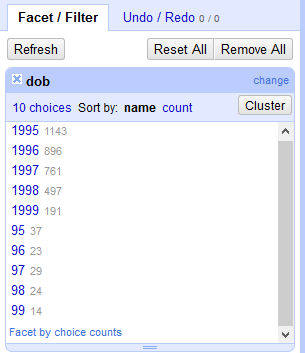 Facet / Filter Undo / Redo 0 / 0
Refresh Reset All Remove All
dob change
10 choices Sort by: name count Cluster
1995 1143
1996 896
1997 761
1998 497
1999 191
95 37
96 23
97 29
98 24
99 14
Facet by choice counts